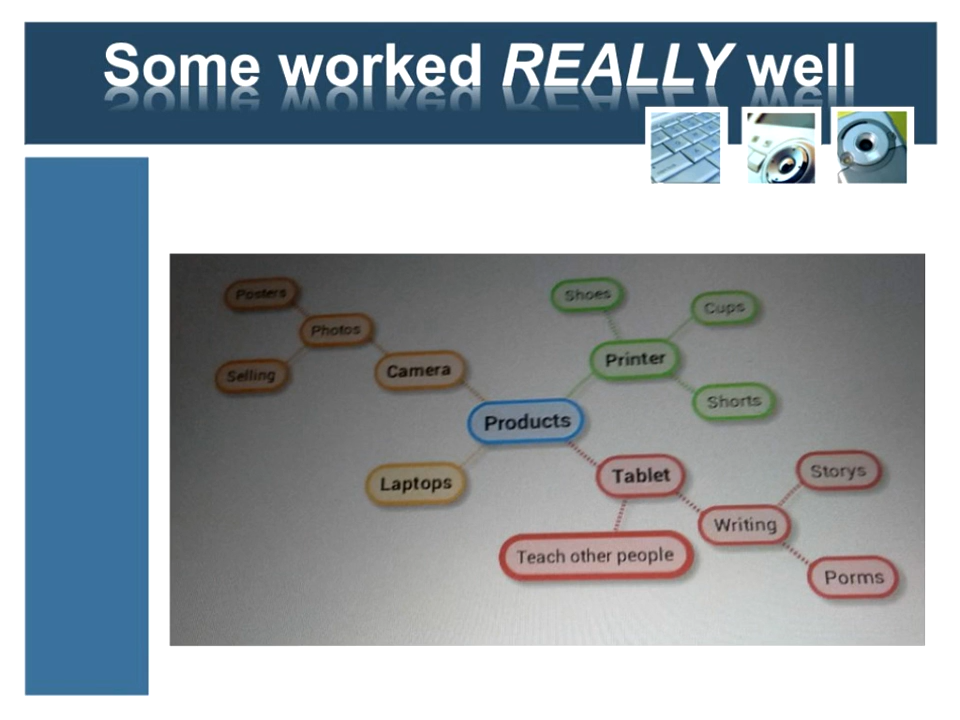 Some worked REALLY well
Posters
Photos
Selling
Camera
Shoes
Cups
Printer
Shorts
Products
Laptops
Tablet
Storys
Writing
Teach other people
Porms